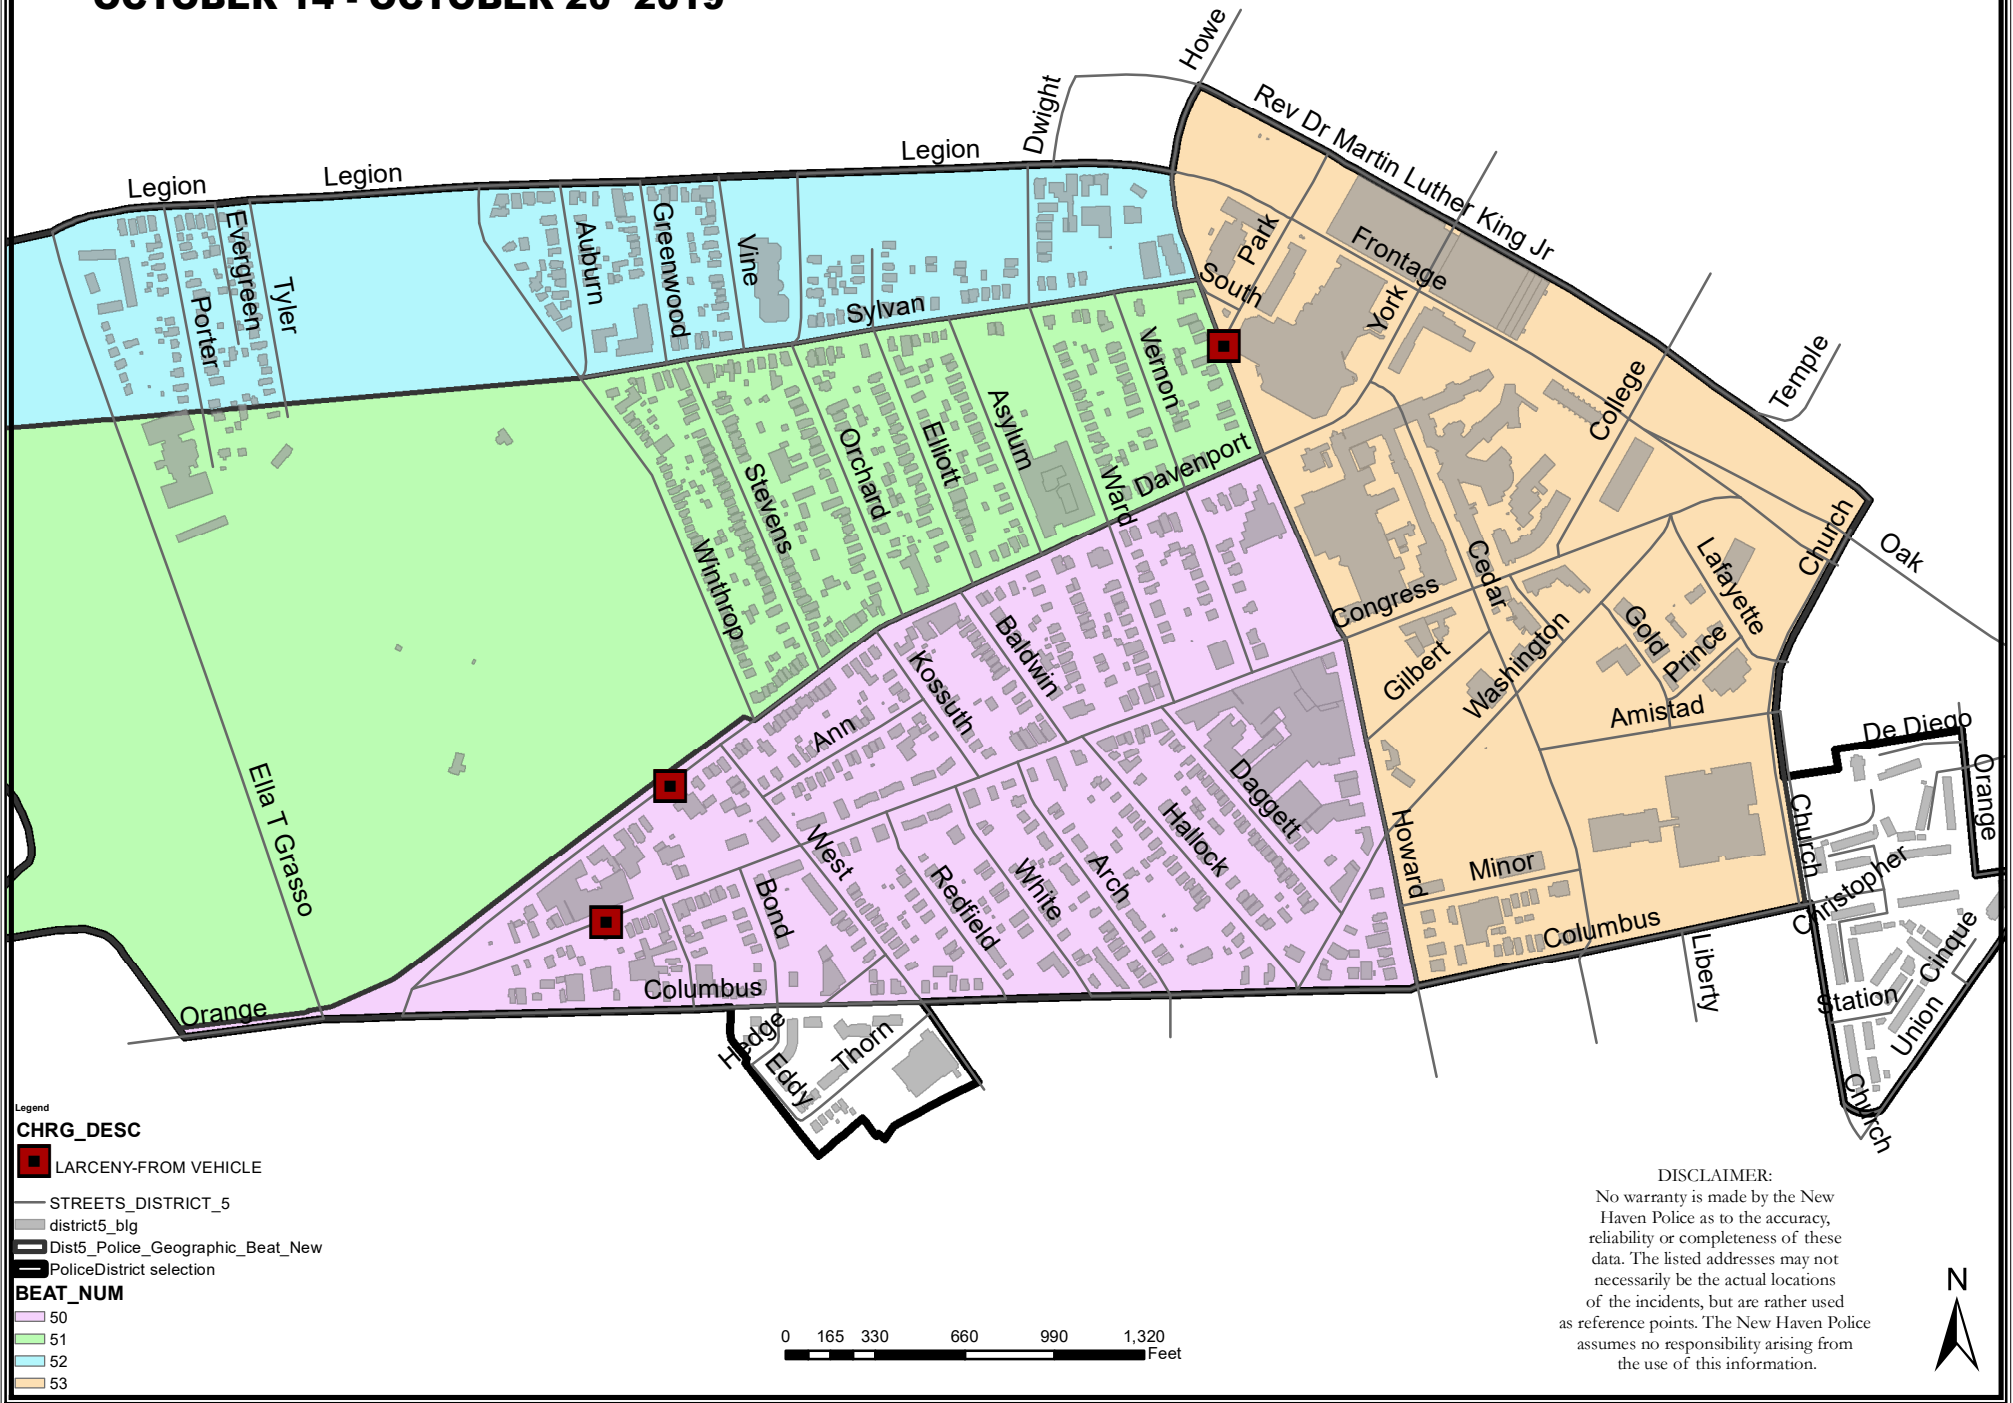 OCTOBER 14 - OCTOBER 20 2019
Howe
Dwight
Rev Dr Martin Luther King Jr
Legion
Legion
Legion
Evergreen
Porter
Tyler
Auburn
Greenwood
Vine
Sylvan
Park
South
Frontage
York
College
Temple
Vernon
Davenport
Ward
Asylum
Elliott
Orchard
Stevens
Winthrop
Church
Oak
Lafayette
Cedar
Congress
Gold
Prince
Washington
Gilbert
Amistad
Baldwin
Kossuth
Ann
De Diego
Orange
Ella T Grasso
Daggett
Hallock
Arch
White
Redfield
West
Bond
Howard
Minor
Church
Christopher
Columbus
Cinque
Liberty
Station
Union
Columbus
Orange
Hedge
Eddy
Thorn
Church
Legend
CHRG_DESC
LARCENY-FROM VEHICLE
STREETS_DISTRICT_5
district5_blg
Dist5_Police_Geographic_Beat_New
PoliceDistrict selection
BEAT_NUM
50
51
52
53
0 165 330 660 990 1,320
Feet
DISCLAIMER:
No warranty is made by the New
Haven Police as to the accuracy,
reliability or completeness of these
data. The listed addresses may not
necessarily be the actual locations
of the incidents, but are rather used
as reference points. The New Haven Police
assumes no responsibility arising from
the use of this information.
N